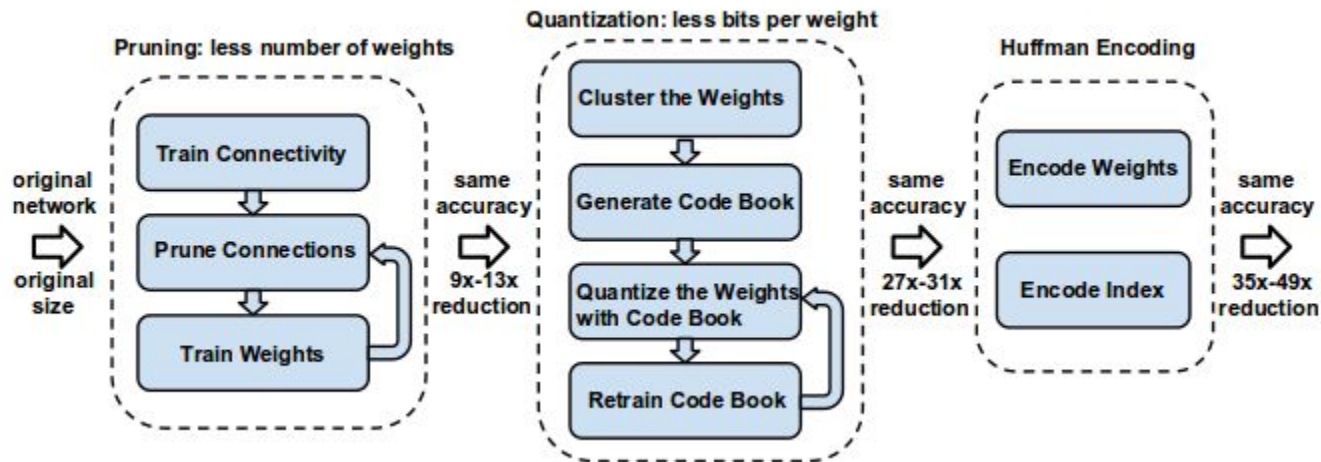 Quantization: less bits per weight
Pruning: less number of weights
Huffman Encoding
Train Connectivity
Prune Connections
Train Weights
original
network
original
size
same
accuracy
9x-13x
reduction
Cluster the Weights
Generate Code Book
Quantize the Weights
with Code Book
Retrain Code Book
same
accuracy
27x-31x
reduction
Encode Weights
Encode Index
same
accuracy
35x-49x
reduction